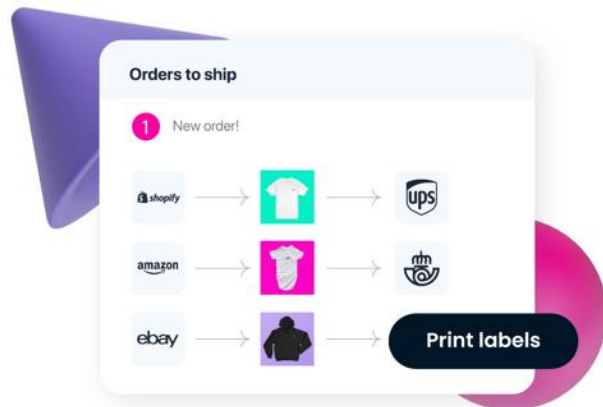 Orders to ship
1 New order!
shopify
ups
amazon
ebay
Print labels